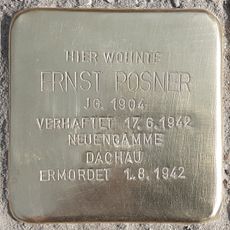 HIER WOHNTE
ERNST POSNER
JG. 1904
VERHAFTET 17.6.1942
NEUENGAMME
DACHAU
ERMORDET 1.8.1942